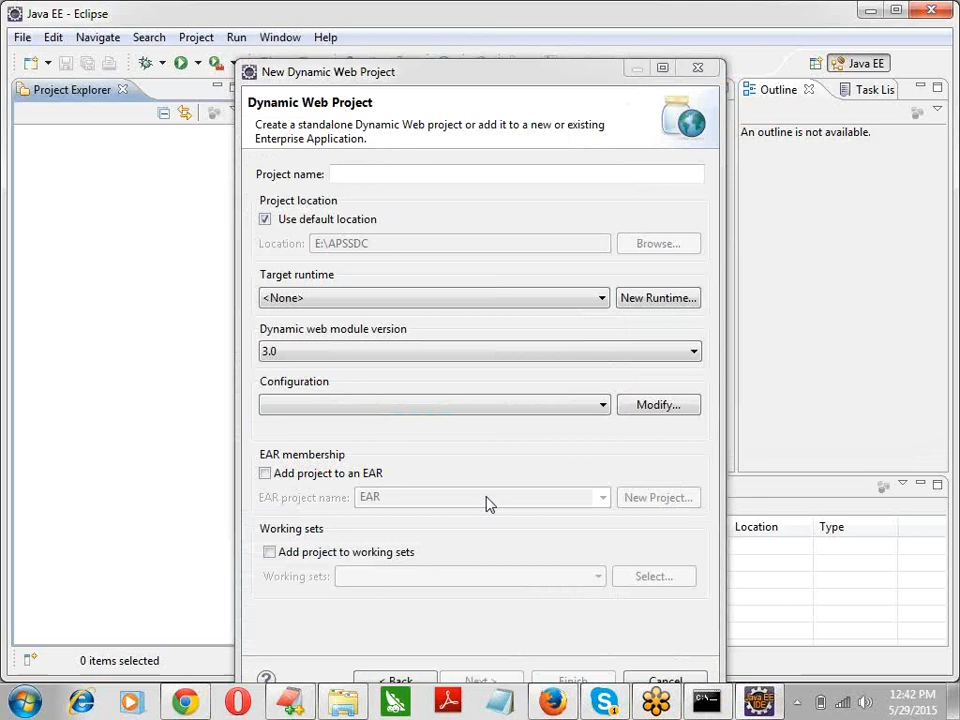 Java EE - Eclipse
File Edit Navigate Search Project Run Window Help
New Dynamic Web Project
Java EE
Project Explorer
Outline
Task Lis
Dynamic Web Project
Create a standalone Dynamic Web project or add it to a new or existing
Enterprise Application.
An outline is not available.
Project name:
Project location
Use default location
Location: E:\APSSDC Browse...
Target runtime
<None> New Runtime...
Dynamic web module version
3.0
Configuration
Modify...
EAR membership
Add project to an EAR
EAR project name: EAR New Project...
Location Type
Working sets
Add project to working sets
Working sets: Select...
0 items selected
? < Back Next > Finish Cancel
12:42 PM
5/29/2015